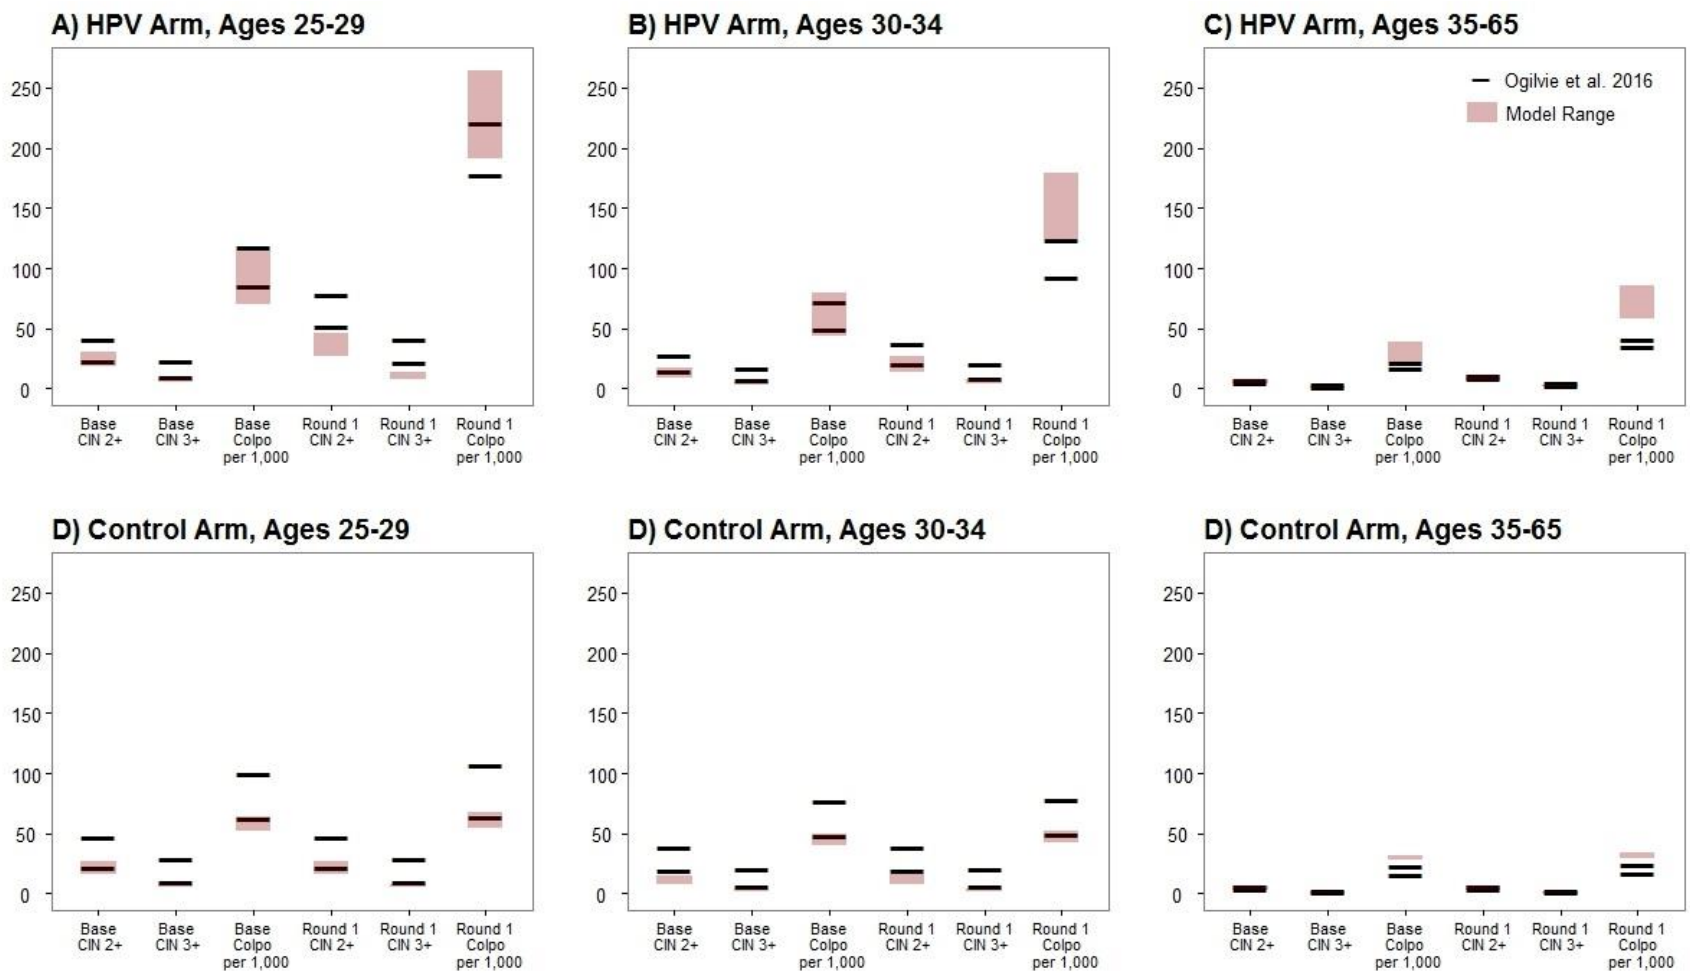 A) HPV Arm, Ages 25-29
250
200
150
100
50
0
Base CIN 2+
Base CIN 3+
Base Colpo per 1,000
Round 1 CIN 2+
Round 1 CIN 3+
Round 1 Colpo per 1,000
B) HPV Arm, Ages 30-34
250
200
150
100
50
0
Base CIN 2+
Base CIN 3+
Base Colpo per 1,000
Round 1 CIN 2+
Round 1 CIN 3+
Round 1 Colpo per 1,000
C) HPV Arm, Ages 35-65
Ogilvie et al. 2016
Model Range
250
200
150
100
50
0
Base CIN 2+
Base CIN 3+
Base Colpo per 1,000
Round 1 CIN 2+
Round 1 CIN 3+
Round 1 Colpo per 1,000
D) Control Arm, Ages 25-29
250
200
150
100
50
0
Base CIN 2+
Base CIN 3+
Base Colpo per 1,000
Round 1 CIN 2+
Round 1 CIN 3+
Round 1 Colpo per 1,000
D) Control Arm, Ages 30-34
250
200
150
100
50
0
Base CIN 2+
Base CIN 3+
Base Colpo per 1,000
Round 1 CIN 2+
Round 1 CIN 3+
Round 1 Colpo per 1,000
D) Control Arm, Ages 35-65
250
200
150
100
50
0
Base CIN 2+
Base CIN 3+
Base Colpo per 1,000
Round 1 CIN 2+
Round 1 CIN 3+
Round 1 Colpo per 1,000